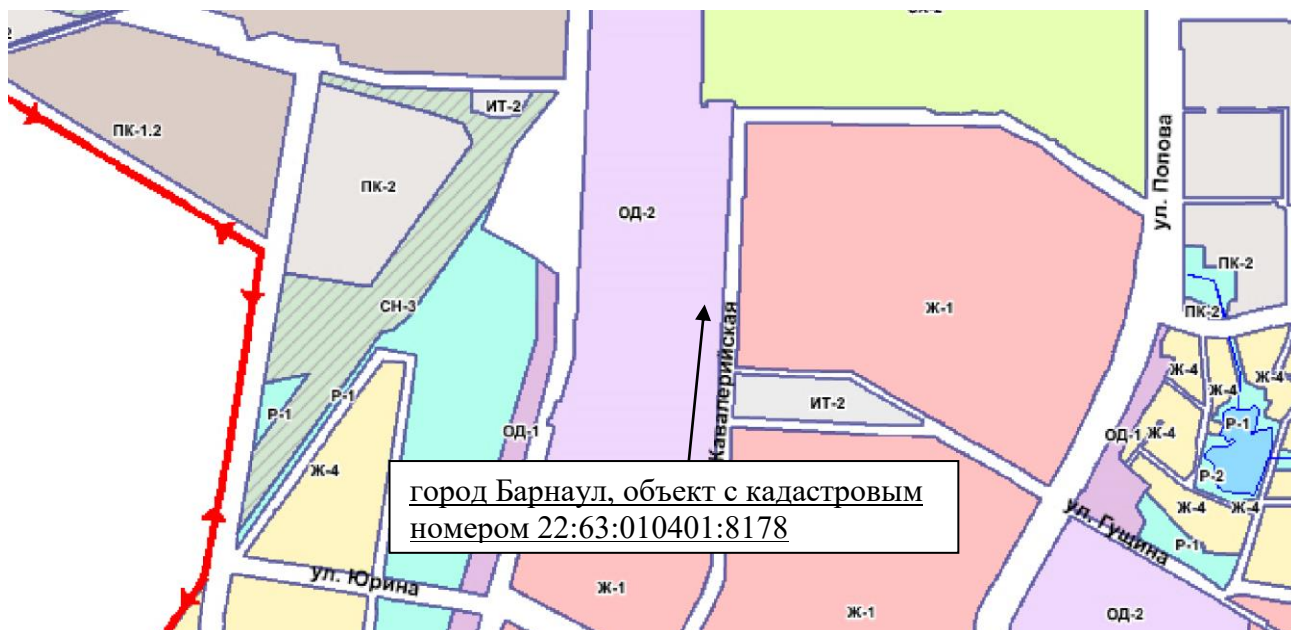 ИТ-2
ПК-1.2
ул. Попова
ПК-2
ОД-2
ПК-2
СН-3
Кавалерийская
Ж-1
ПК-2
Ж-4
Ж-4
Ж-4
ИТ-2
Р-1
Р-1
ОД-1
ОД-1
Ж-4
Р-1
Ж-4
Р-2
город Барнаул, объект с кадастровым
номером 22:63:010401:8178
Ж-4
Ж-4
ул. Гущина
Р-1
ул. Юрина
Ж-1
Ж-1
ОД-2